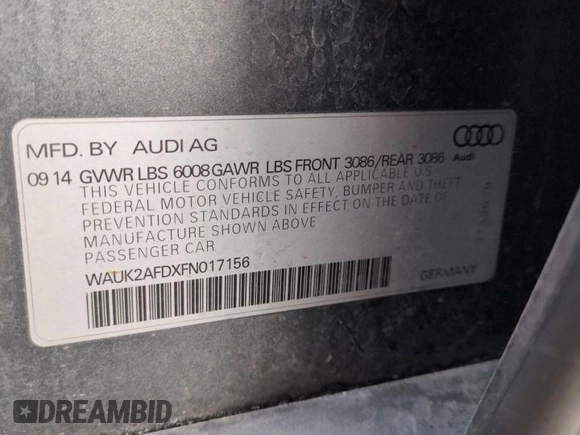 MFD. BY AUDI AG
09 14 GVWR LBS 6008 GAWR LBS FRONT 3086/REAR 3086
Audi
THIS VEHICLE CONFORMS TO ALL APPLICABLE U.S
FEDERAL MOTOR VEHICLE SAFETY, BUMPER AND THEFT
PREVENTION STANDARDS IN EFFECT ON THE DATE OF
MANUFACTURE SHOWN ABOVE
PASSENGER CAR
WAUK2AFDXFN017156
GERMANY
DREAMBID